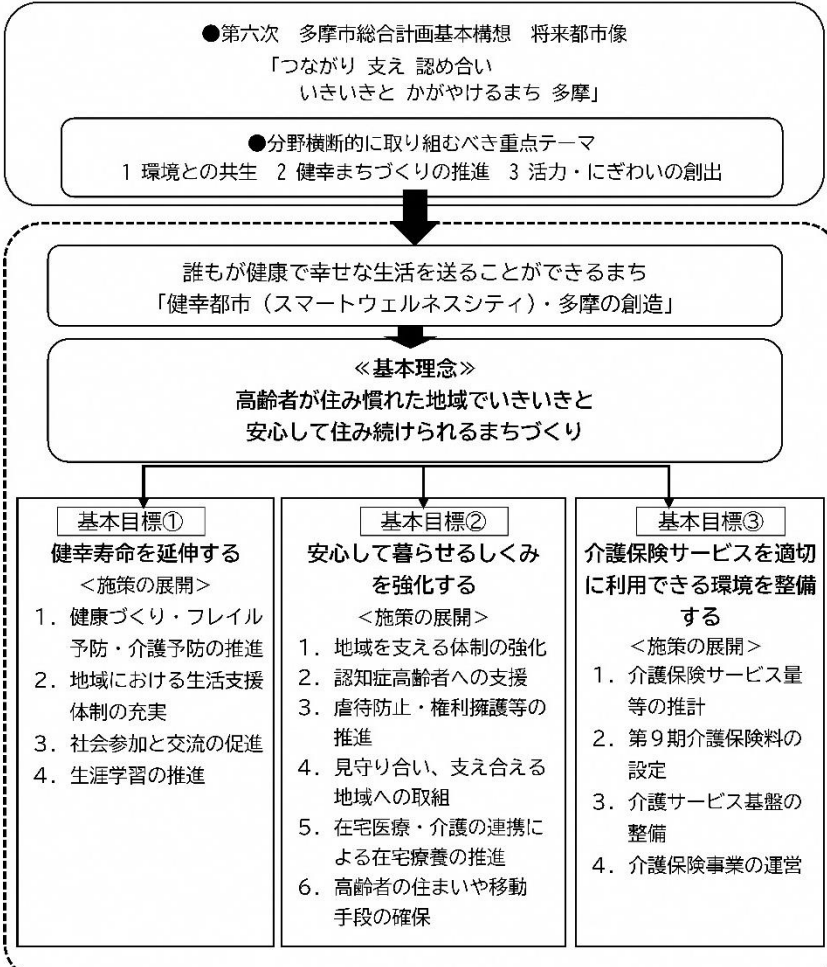 ●第六次 多摩市総合計画基本構想 将来都市像
「つながり 支え 認め合い
いきいきと かがやけるまち 多摩」
●分野横断的に取り組むべき重点テーマ
1 環境との共生 2 健幸まちづくりの推進 3 活力・にぎわいの創出
誰もが健康で幸せな生活を送ることができるまち
「健幸都市（スマートウェルネスシティ）・多摩の創造」
≪基本理念≫
高齢者が住み慣れた地域でいきいきと
安心して住み続けられるまちづくり
基本目標①
健幸寿命を延伸する
＜施策の展開＞
1．健康づくり・フレイル
予防・介護予防の推進
2．地域における生活支援
体制の充実
3．社会参加と交流の促進
4．生涯学習の推進
基本目標②
安心して暮らせるしくみ
を強化する
＜施策の展開＞
1．地域を支える体制の強化
2．認知症高齢者への支援
3．虐待防止・権利擁護等の
推進
4．見守り合い、支え合える
地域への取組
5．在宅医療・介護の連携に
よる在宅療養の推進
6．高齢者の住まいや移動
手段の確保
基本目標③
介護保険サービスを適切
に利用できる環境を整備
する
＜施策の展開＞
1．介護保険サービス量
等の推計
2．第９期介護保険料の
設定
3．介護サービス基盤の
整備
4．介護保険事業の運営